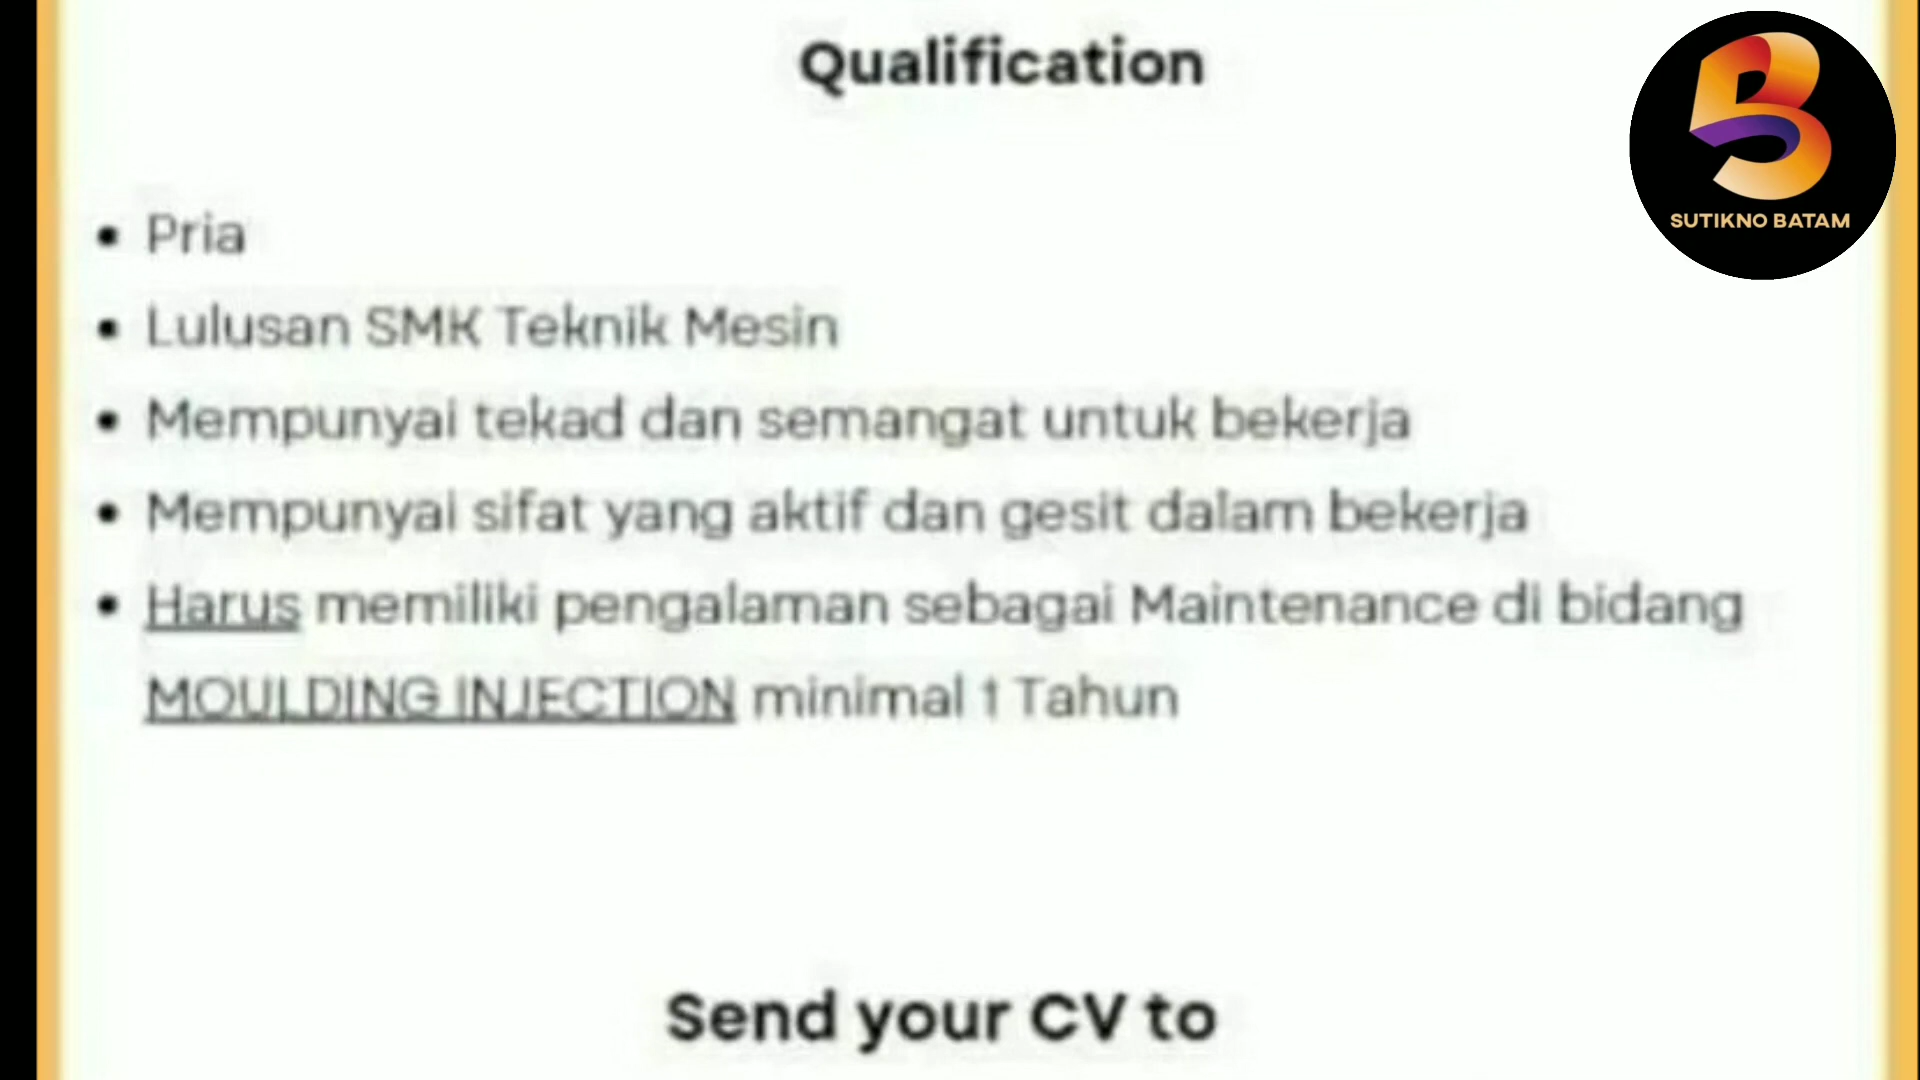 Qualification
SUTIKNO BATAM
• Pria
• Lulusan SMK Teknik Mesin
• Mempunyai tekad dan semangat untuk bekerja
• Mempunyai sifat yang aktif dan gesit dalam bekerja
• Harus memiliki pengalaman sebagai Maintenance di bidang
MOULDING INJECTION minimal 1 Tahun
Send your CV to